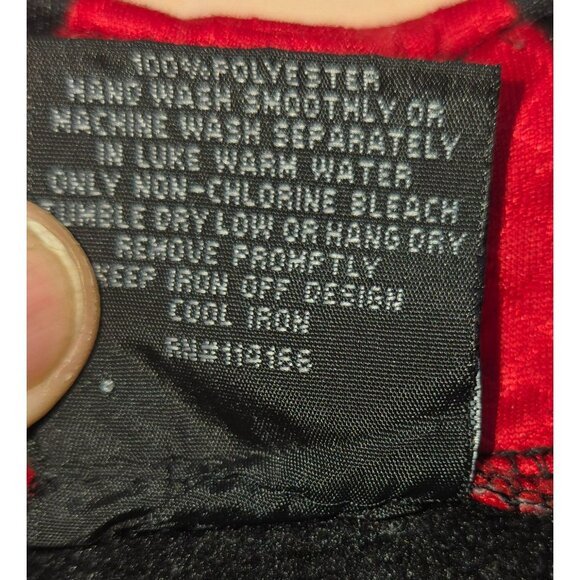 100% POLYESTER
HAND WASH SMOOTHLY OR
MACHINE WASH SEPARATELY
IN LUKE WARM WATER
ONLY NON-CHLORINE BLEACH
TUMBLE DRY LOW OR HANG DRY
REMOVE PROMPTLY
KEEP IRON OFF DESIGN
COOL IRON
RN#114166